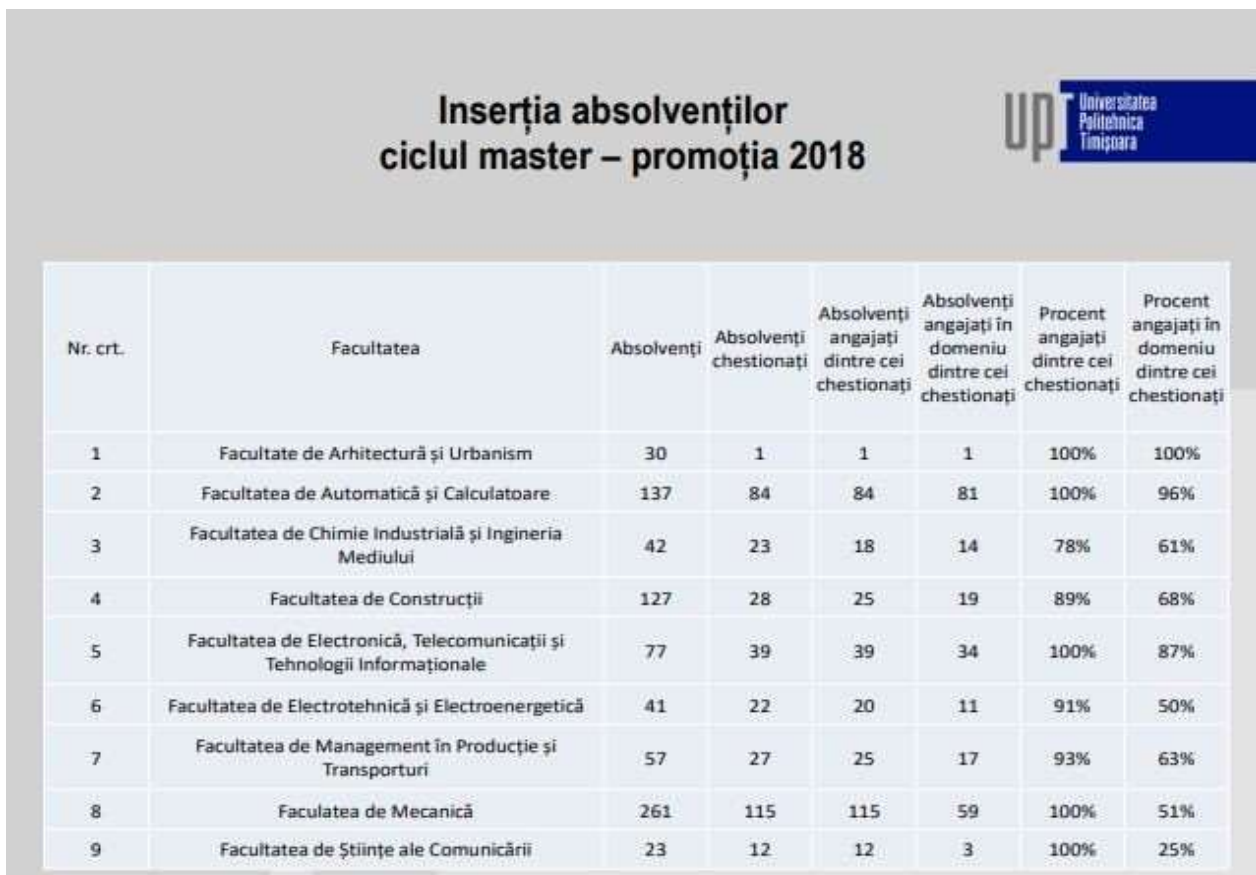 Inserția absolvenților
ciclul master – promoția 2018
UPT Universitatea
Politehnica
Timișoara
Nr. crt.
Facultatea
Absolvenți
Absolvenți
chestionați
Absolvenți
angajați
dintre cei
chestionați
Absolvenți
angajați în
domeniu
dintre cei
chestionați
Procent
angajați
dintre cei
chestionați
Procent
angajați în
domeniu
dintre cei
chestionați
1 Facultate de Arhitectură și Urbanism 30 1 1 1 100% 100%
2 Facultatea de Automatică și Calculatoare 137 84 84 81 100% 96%
3 Facultatea de Chimie Industrială și Ingineria
Mediului 42 23 18 14 78% 61%
4 Facultatea de Construcții 127 28 25 19 89% 68%
5 Facultatea de Electronică, Telecomunicații și
Tehnologii Informaționale 77 39 39 34 100% 87%
6 Facultatea de Electrotehnică și Electroenergetică 41 22 20 11 91% 50%
7 Facultatea de Management în Producție și
Transporturi 57 27 25 17 93% 63%
8 Faculatea de Mecanică 261 115 115 59 100% 51%
9 Facultatea de Științe ale Comunicării 23 12 12 3 100% 25%